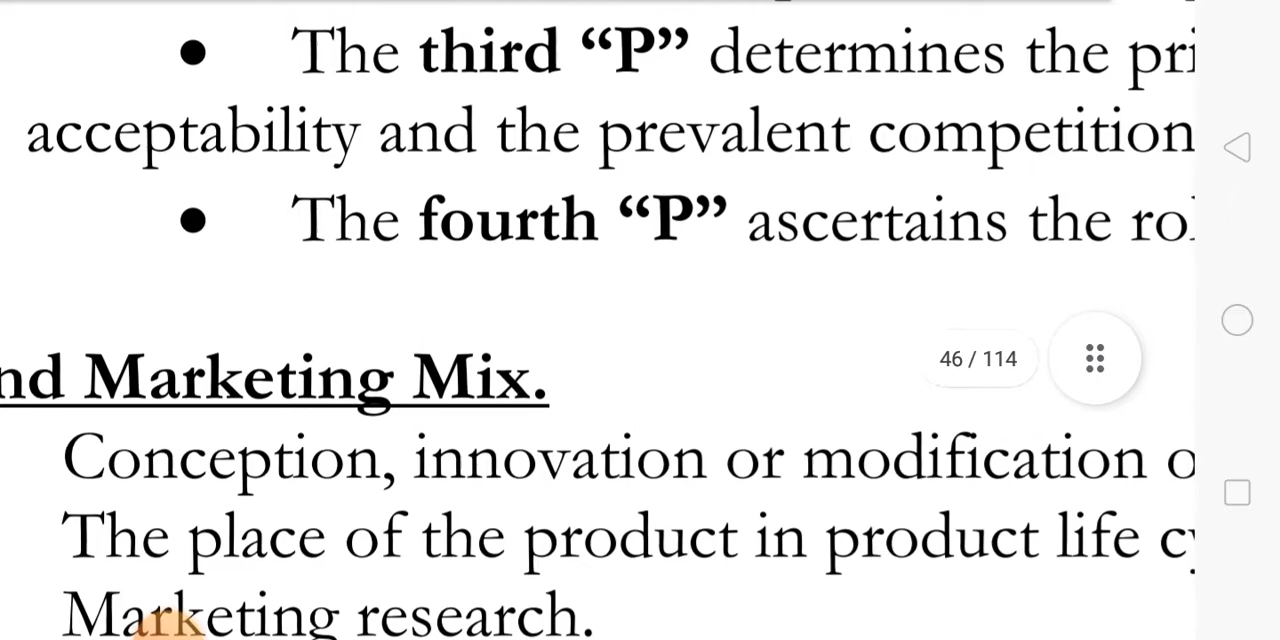 • The third “P” determines the pri
acceptability and the prevalent competition
• The fourth “P” ascertains the
nd Marketing Mix.
46 / 114
Conception, innovation or modification o
The place of the product in product life
Marketing research.